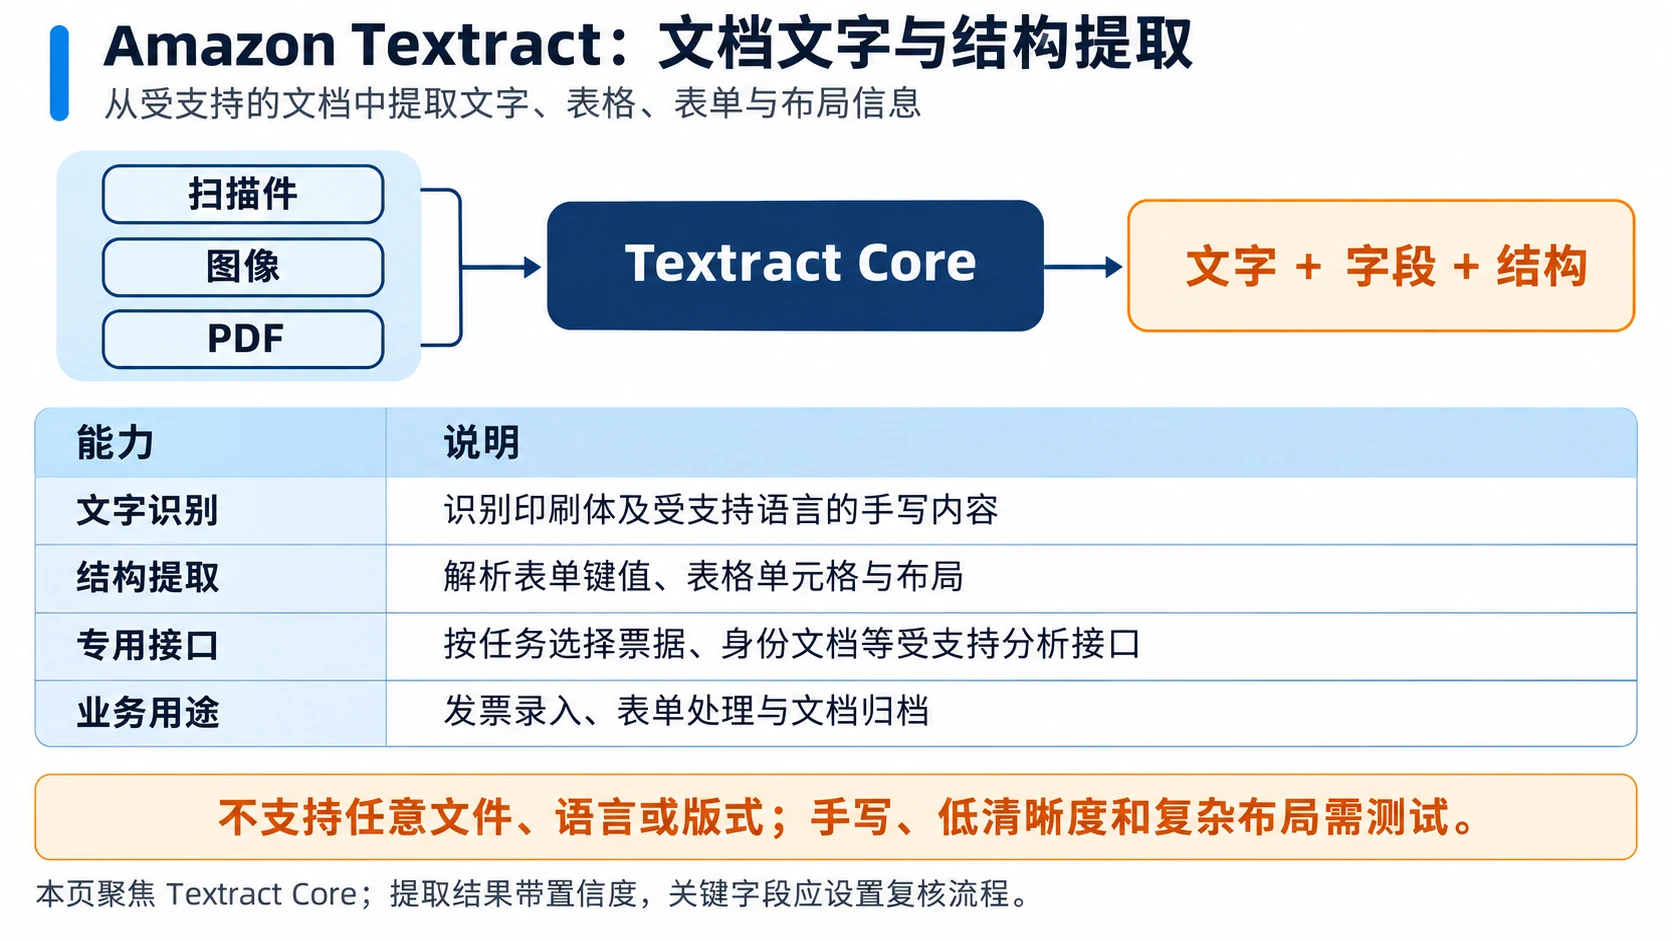 Amazon Textract：文档文字与结构提取
从受支持的文档中提取文字、表格、表单与布局信息
扫描件
图像
PDF
Textract Core
文字 + 字段 + 结构
能力 说明
文字识别 识别印刷体及受支持语言的手写内容
结构提取 解析表单键值、表格单元格与布局
专用接口 按任务选择票据、身份文档等受支持分析接口
业务用途 发票录入、表单处理与文档归档
不支持任意文件、语言或版式；手写、低清晰度和复杂布局需测试。
本页聚焦 Textract Core；提取结果带置信度，关键字段应设置复核流程。